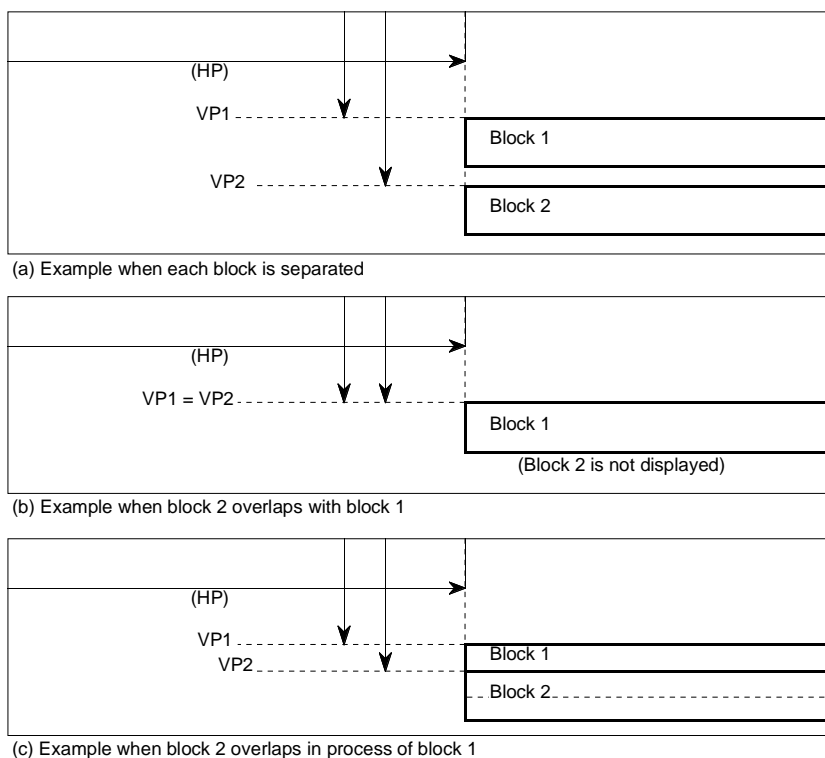 (HP)
VP1
Block 1
VP2
Block 2
(a) Example when each block is separated
(HP)
VP1 = VP2
Block 1
(Block 2 is not displayed)
(b) Example when block 2 overlaps with block 1
(HP)
VP1
Block 1
VP2
Block 2
(c) Example when block 2 overlaps in process of block 1